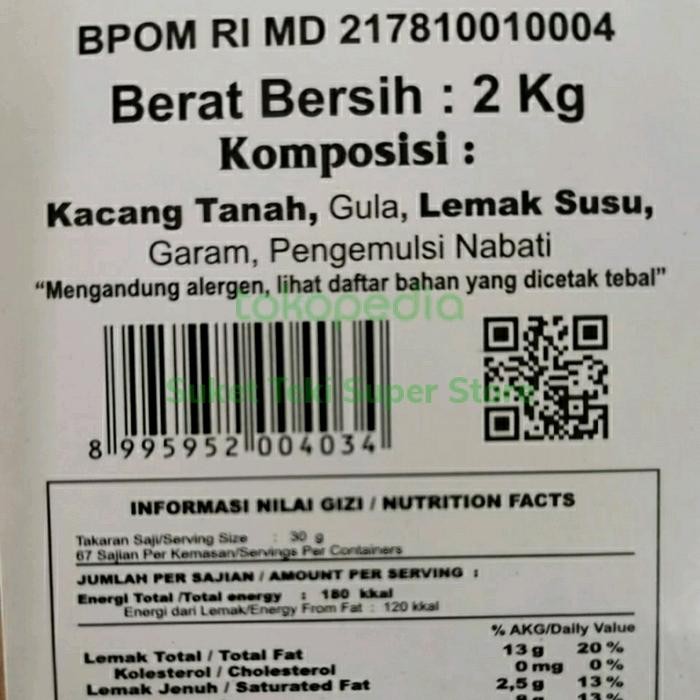 BPOM RI MD 217810010004
Berat Bersih : 2 Kg
Komposisi :
Kacang Tanah, Gula, Lemak Susu,
Garam, Pengemulsi Nabati
“Mengandung alergen, lihat daftar bahan yang dicetak tebal”
tokopedia
Suket Teki Super Store
8 995952 004034
INFORMASI NILAI GIZI / NUTRITION FACTS
Takaran Saji/Serving Size : 30 g
67 Sajian Per Kemasan/Servings Per Containers
JUMLAH PER SAJIAN / AMOUNT PER SERVING :
Energi Total /Total energy : 180 kkal
Energi dari Lemak/Energy From Fat : 120 kkal
% AKG/Daily Value
Lemak Total / Total Fat 13 g 20 %
Kolesterol / Cholesterol 0 mg 0 %
Lemak Jenuh / Saturated Fat 2,5 g 13 %